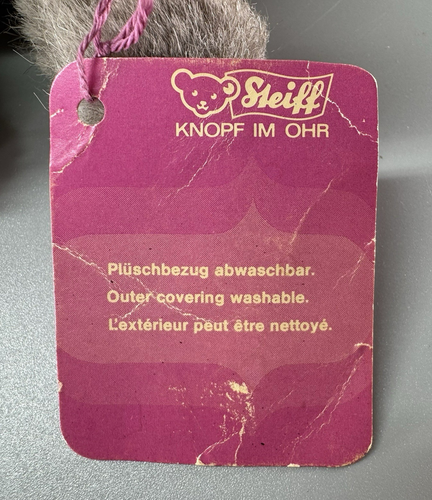 Steiff
KNOPF IM OHR
Plüschbezug abwaschbar.
Outer covering washable.
L'extérieur peut être nettoyé.